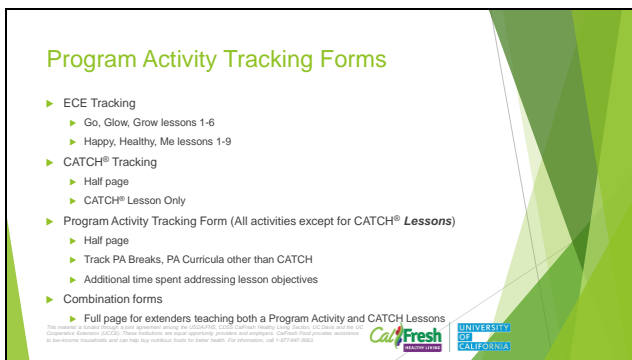 Program Activity Tracking Forms
ECE Tracking
Go, Glow, Grow lessons 1-6
Happy, Healthy, Me lessons 1-9
CATCH® Tracking
Half page
CATCH® Lesson Only
Program Activity Tracking Form (All activities except for CATCH® Lessons)
Half page
Track PA Breaks, PA Curricula other than CATCH
Additional time spent addressing lesson objectives
Combination forms
Full page for extenders teaching both a Program Activity and CATCH Lessons
This material is funded through a joint agreement among the USDA/FNS, CDSS CalFresh Healthy Living Section, UC Davis and the UC
Cooperative Extension (UCCE). These institutions are equal opportunity providers and employers. CalFresh Food provides assistance
to low-income households and can help buy nutritious foods for better health. For information, call 1-877-847-3663.
CalFresh
HEALTHY LIVING
UNIVERSITY
OF
CALIFORNIA